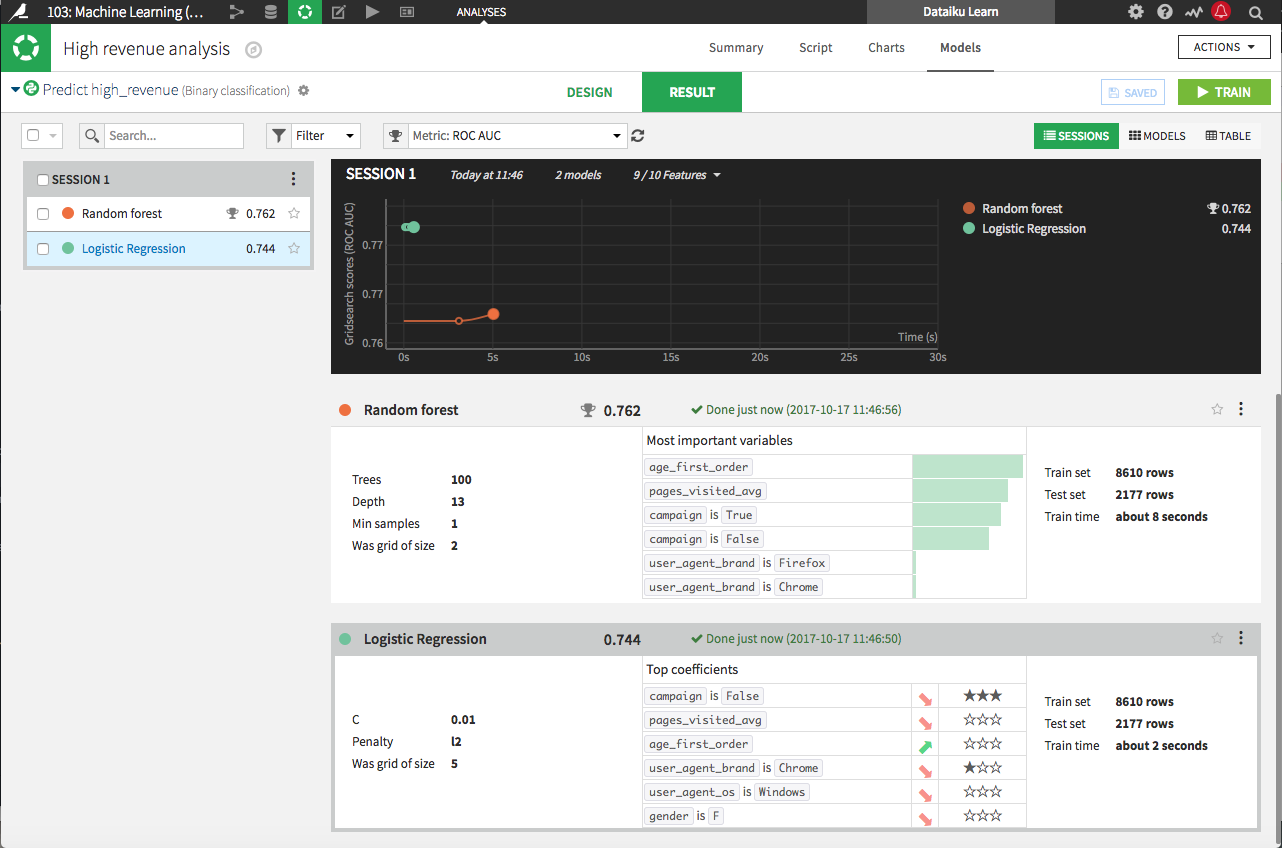 103: Machine Learning (...
ANALYSES
Dataiku Learn
High revenue analysis
Summary
Script
Charts
Models
ACTIONS
Predict high_revenue (Binary classification)
DESIGN
RESULT
SAVED
TRAIN
Search...
Filter
Metric: ROC AUC
SESSIONS
MODELS
TABLE
SESSION 1
Random forest 0.762
Logistic Regression 0.744
SESSION 1 Today at 11:46 2 models 9 / 10 Features
Gridsearch scores (ROC AUC)
0.77
0.77
0.76
Time (s)
0s 5s 10s 15s 20s 25s 30s
Random forest 0.762
Logistic Regression 0.744
Random forest 0.762 Done just now (2017-10-17 11:46:56)
Trees 100
Depth 13
Min samples 1
Was grid of size 2
Most important variables
age_first_order
pages_visited_avg
campaign is True
campaign is False
user_agent_brand is Firefox
user_agent_brand is Chrome
Train set 8610 rows
Test set 2177 rows
Train time about 8 seconds
Logistic Regression 0.744 Done just now (2017-10-17 11:46:50)
C 0.01
Penalty l2
Was grid of size 5
Top coefficients
campaign is False ★★★
pages_visited_avg ☆☆☆
age_first_order ☆☆☆
user_agent_brand is Chrome ★☆☆
user_agent_os is Windows ☆☆☆
gender is F ☆☆☆
Train set 8610 rows
Test set 2177 rows
Train time about 2 seconds